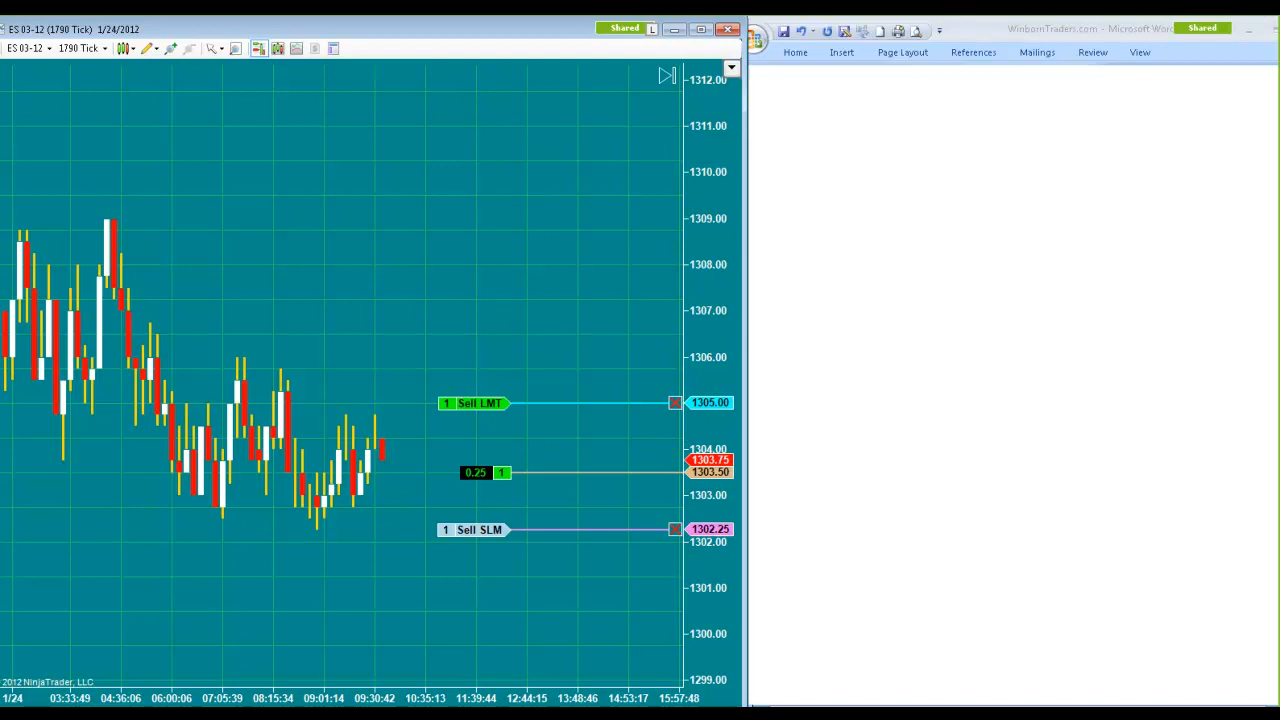 ES 03-12 (1790 Tick)  1/24/2012
Shared
L
ES 03-12
1790 Tick
1312.00
1311.00
1310.00
1309.00
1308.00
1307.00
1306.00
1 Sell LMT
1305.00
1304.00
1303.75
0.25 1
1303.50
1303.00
1 Sell SLM
1302.25
1302.00
1301.00
1300.00
1299.00
2012 NinjaTrader, LLC
1/24 03:33:49 04:36:06 06:00:06 07:05:39 08:15:34 09:01:14 09:30:42 10:35:13 11:39:44 12:44:15 13:48:46 14:53:17 15:57:48
WinbornTraders.com - Microsoft Word
Shared
Home Insert Page Layout References Mailings Review View